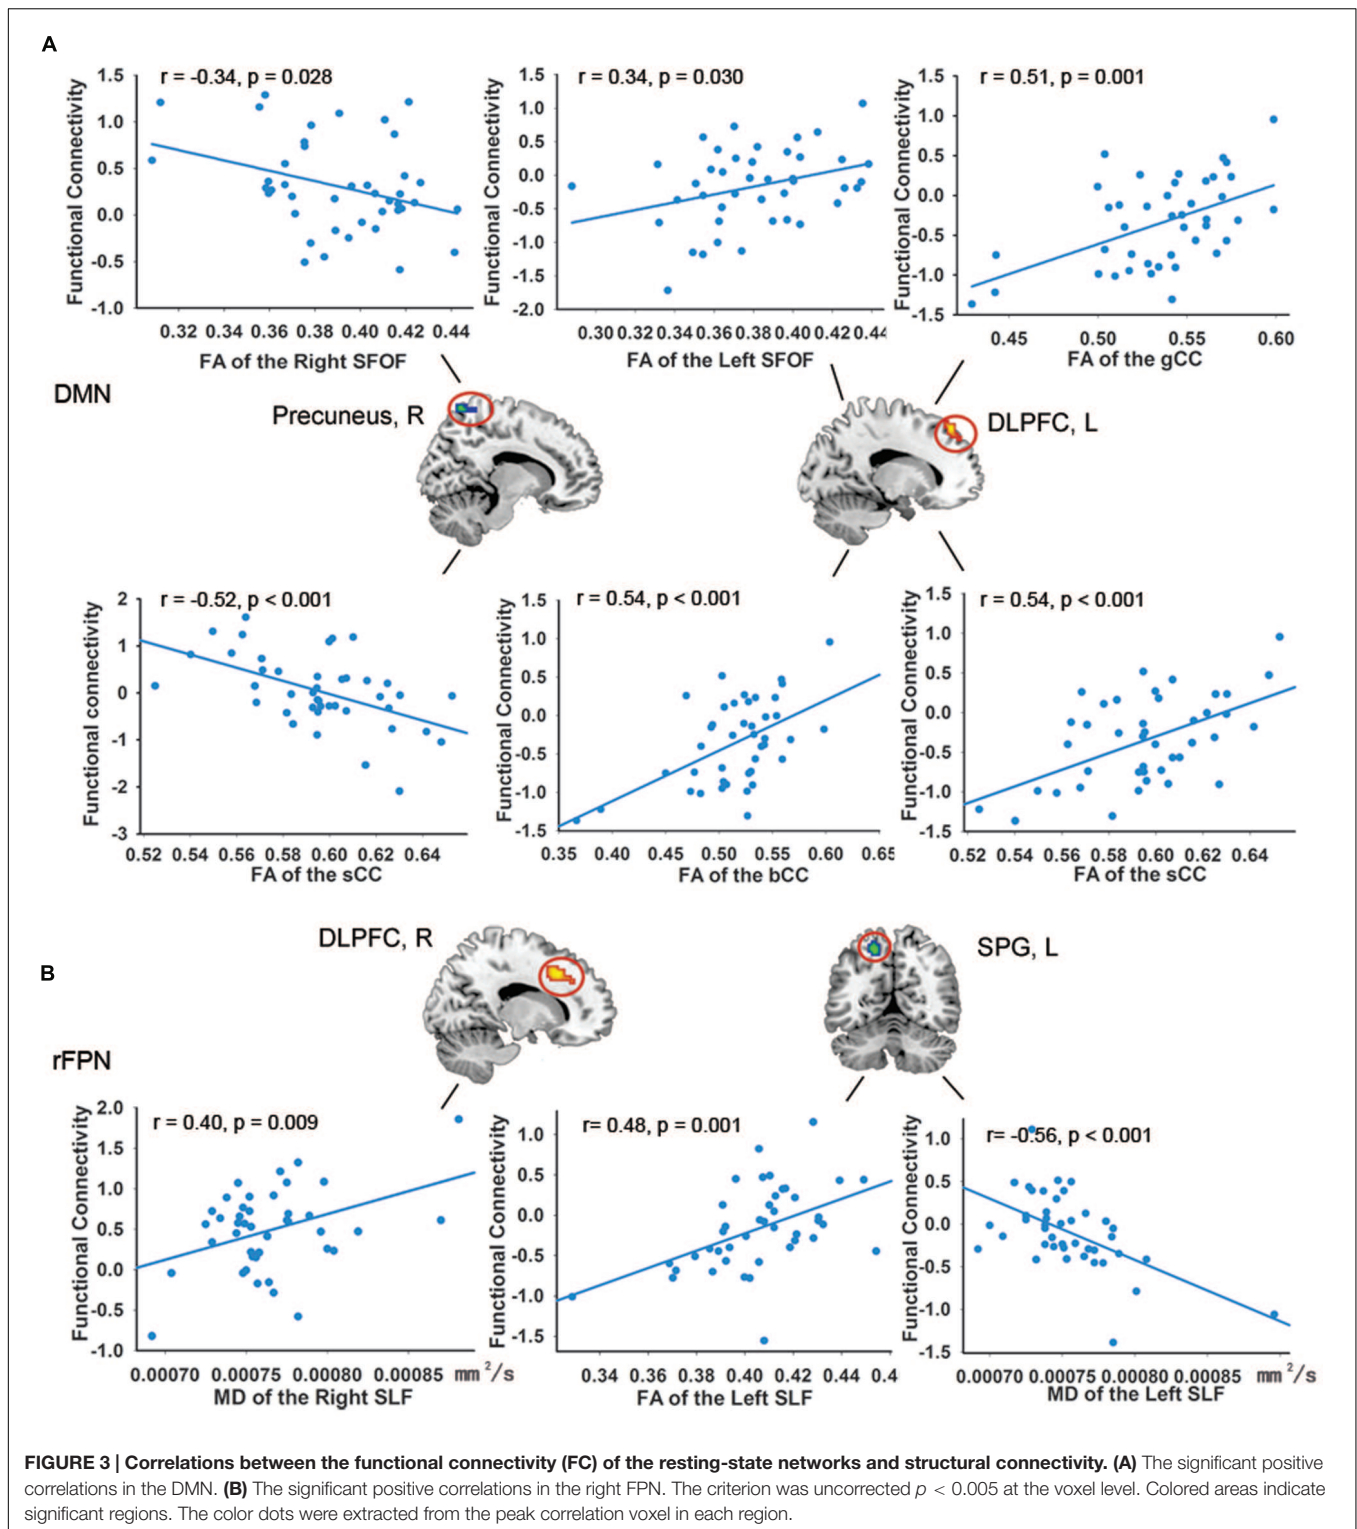 A
r = -0.34, p = 0.028
r = 0.34, p = 0.030
r = 0.51, p = 0.001
Functional Connectivity
1.5
1.0
0.5
0.0
-0.5
-1.0
0.32 0.34 0.36 0.38 0.40 0.42 0.44
FA of the Right SFOF
Functional Connectivity
1.5
1.0
0.5
0.0
-0.5
-1.0
-1.5
-2.0
0.30 0.32 0.34 0.36 0.38 0.40 0.42 0.44
FA of the Left SFOF
Functional Connectivity
1.5
1.0
0.5
0.0
-0.5
-1.0
-1.5
0.45 0.50 0.55 0.60
FA of the gCC
DMN
Precuneus, R
DLPFC, L
r = -0.52, p < 0.001
r = 0.54, p < 0.001
r = 0.54, p < 0.001
Functional connectivity
2
1
0
-1
-2
-3
0.52 0.54 0.56 0.58 0.60 0.62 0.64
FA of the sCC
Functional Connectivity
1.5
1.0
0.5
0.0
-0.5
-1.0
-1.5
0.35 0.40 0.45 0.50 0.55 0.60 0.65
FA of the bCC
Functional Connectivity
1.5
1.0
0.5
0.0
-0.5
-1.0
-1.5
0.52 0.54 0.56 0.58 0.60 0.62 0.64
FA of the sCC
DLPFC, R
SPG, L
B
rFPN
r = 0.40, p = 0.009
r= 0.48, p = 0.001
r= -0.56, p < 0.001
Functional Connectivity
2.0
1.5
1.0
0.5
0.0
-0.5
-1.0
0.00070 0.00075 0.00080 0.00085 mm²/s
MD of the Right SLF
Functional Connectivity
1.0
0.5
0.0
-0.5
-1.0
-1.5
0.34 0.36 0.38 0.40 0.42 0.44 0.4
FA of the Left SLF
Functional Connectivity
1.0
0.5
0.0
-0.5
-1.0
-1.5
0.00070 0.00075 0.00080 0.00085 mm²/s
MD of the Left SLF
FIGURE 3 | Correlations between the functional connectivity (FC) of the resting-state networks and structural connectivity. (A) The significant positive
correlations in the DMN. (B) The significant positive correlations in the right FPN. The criterion was uncorrected p < 0.005 at the voxel level. Colored areas indicate
significant regions. The color dots were extracted from the peak correlation voxel in each region.